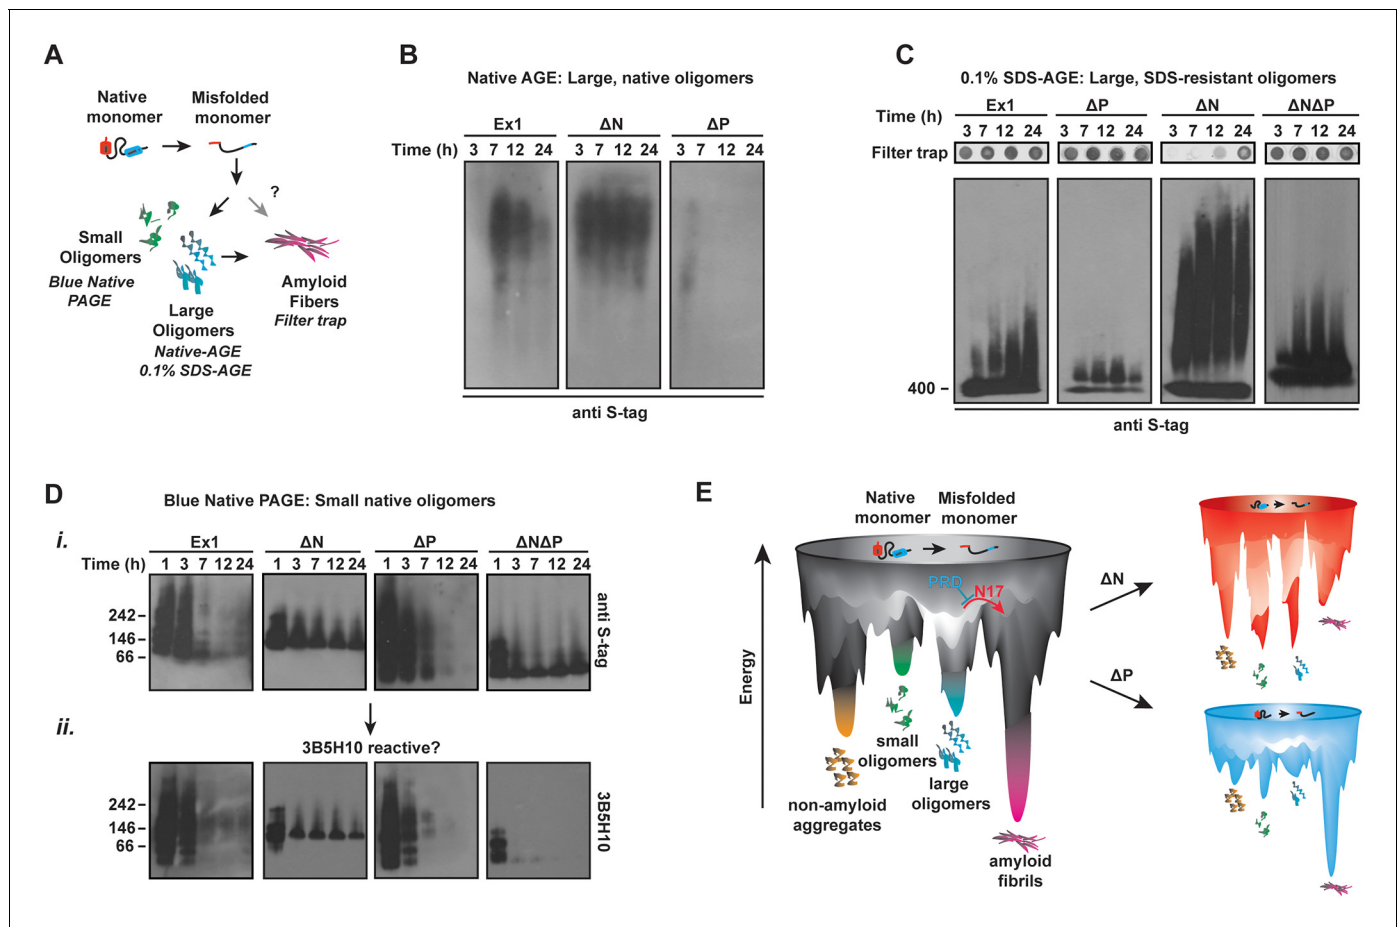 A
Native monomer
Misfolded monomer
?
Small Oligomers
Blue Native PAGE
Large Oligomers
Native-AGE
0.1% SDS-AGE
Amyloid Fibers
Filter trap
B
Native AGE: Large, native oligomers
Ex1 ΔN ΔP
Time (h) 3 7 12 24 3 7 12 24 3 7 12 24
anti S-tag
C
0.1% SDS-AGE: Large, SDS-resistant oligomers
Ex1 ΔP ΔN ΔNΔP
Time (h)
3 7 12 24 3 7 12 24 3 7 12 24 3 7 12 24
Filter trap
400
anti S-tag
D
Blue Native PAGE: Small native oligomers
i.
Ex1 ΔN ΔP ΔNΔP
Time (h) 1 3 7 12 24 1 3 7 12 24 1 3 7 12 24 1 3 7 12 24
242
146
66
anti S-tag
ii.
3B5H10 reactive?
242
146
66
3B5H10
E
Native monomer
Misfolded monomer
Energy
PRD
N17
small oligomers
large oligomers
non-amyloid aggregates
amyloid fibrils
ΔN
ΔP